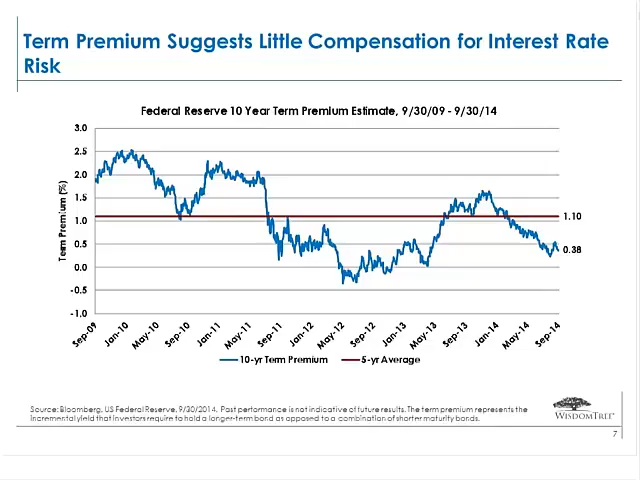 Term Premium Suggests Little Compensation for Interest Rate
Risk
Federal Reserve 10 Year Term Premium Estimate, 9/30/09 - 9/30/14
3.0
2.5
2.0
1.5
1.0
0.5
0.0
-0.5
-1.0
Term Premium (%)
1.10
0.38
Sep-09
Jan-10
May-10
Sep-10
Jan-11
May-11
Sep-11
Jan-12
May-12
Sep-12
Jan-13
May-13
Sep-13
Jan-14
May-14
Sep-14
10-yr Term Premium
5-yr Average
Source: Bloomberg, US Federal Reserve, 9/30/2014. Past performance is not indicative of future results. The term premium represents the
incremental yield that investors require to hold a longer-term bond as opposed to a combination of shorter maturity bonds.
WISDOMTREE
7